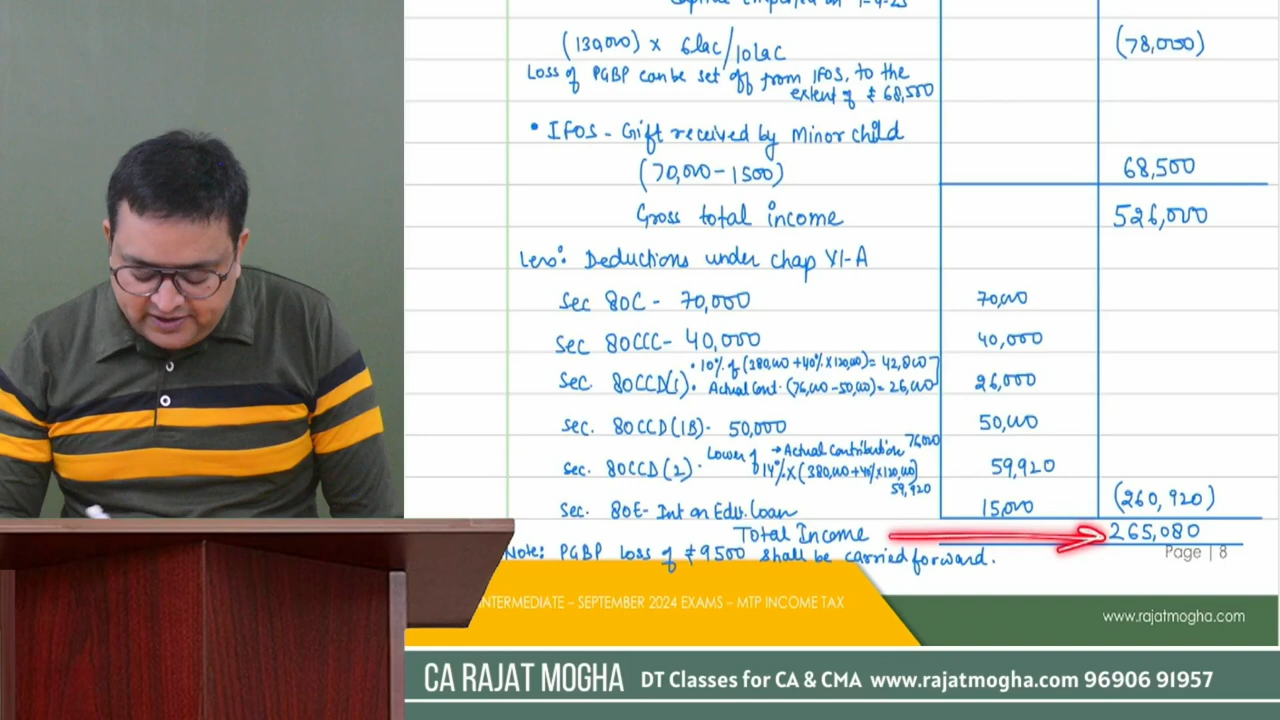 (130,000) x 6lac/10Lac (78,000)
Loss of PGBP can be set off from IFOS, to the
extent of ₹ 68,500
• IFOS - Gift received by Minor child
(70,000-1500) 68,500
Gross total income 526,000
Less: Deductions under chap VI-A
Sec 80C - 70,000 70,000
Sec 80CCC- 40,000 40,000
• 10% of (380,000+40%x120,000)= 42,800
Sec. 80CCD(1). • Actual Cont. (76,000-50,000)=26,000 26,000
Sec. 80CCD(1B)- 50,000 50,000
Lower of → Actual Contribution 76,000
Sec. 80CCD(2). 14%x(380,000+40%x120,000) 59,920
59,920
Sec. 80E- Int on Edu. Loan 15,000 (260,920)
Total Income 265,080
Note: PGBP Loss of ₹9500 shall be carried forward.
Page | 8
INTERMEDIATE – SEPTEMBER 2024 EXAMS – MTP INCOME TAX
www.rajatmogha.com
CA RAJAT MOGHA DT Classes for CA & CMA www.rajatmogha.com 96906 91957